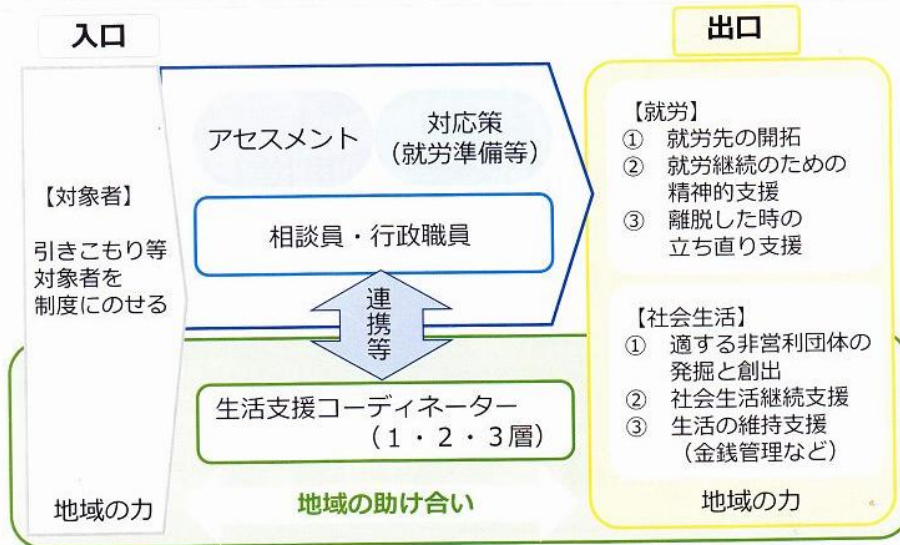 入口
出口
アセスメント
対応策
（就労準備等）
【対象者】
引きこもり等
対象者を
制度にのせる
相談員・行政職員
連携等
生活支援コーディネーター
（１・２・３層）
地域の力
地域の助け合い
【就労】
① 就労先の開拓
② 就労継続のための
精神的支援
③ 離脱した時の
立ち直り支援
【社会生活】
① 適する非営利団体の
発掘と創出
② 社会生活継続支援
③ 生活の維持支援
（金銭管理など）
地域の力